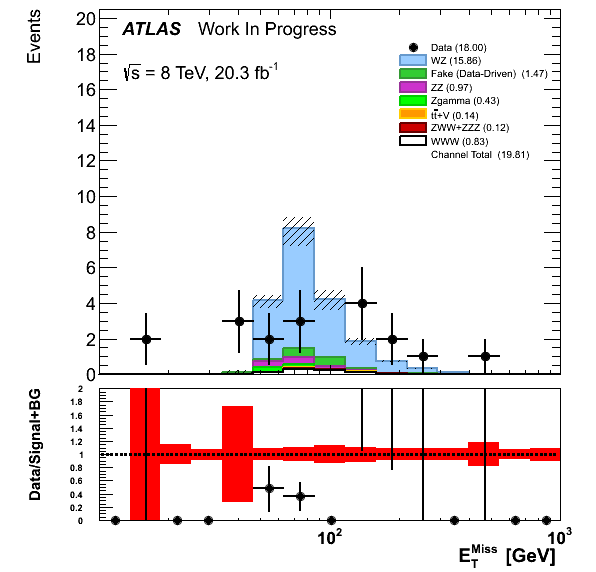 Events
ATLAS Work In Progress
√s = 8 TeV, 20.3 fb⁻¹
Data (18.00)
WZ (15.86)
Fake (Data-Driven) (1.47)
ZZ (0.97)
Zgamma (0.43)
tt̄+V (0.14)
ZWW+ZZZ (0.12)
WWW (0.83)
Channel Total (19.81)
20
18
16
14
12
10
8
6
4
2
0
Data/Signal+BG
2
1.8
1.6
1.4
1.2
1
0.8
0.6
0.4
0.2
0
10²
10³
E_T^Miss [GeV]